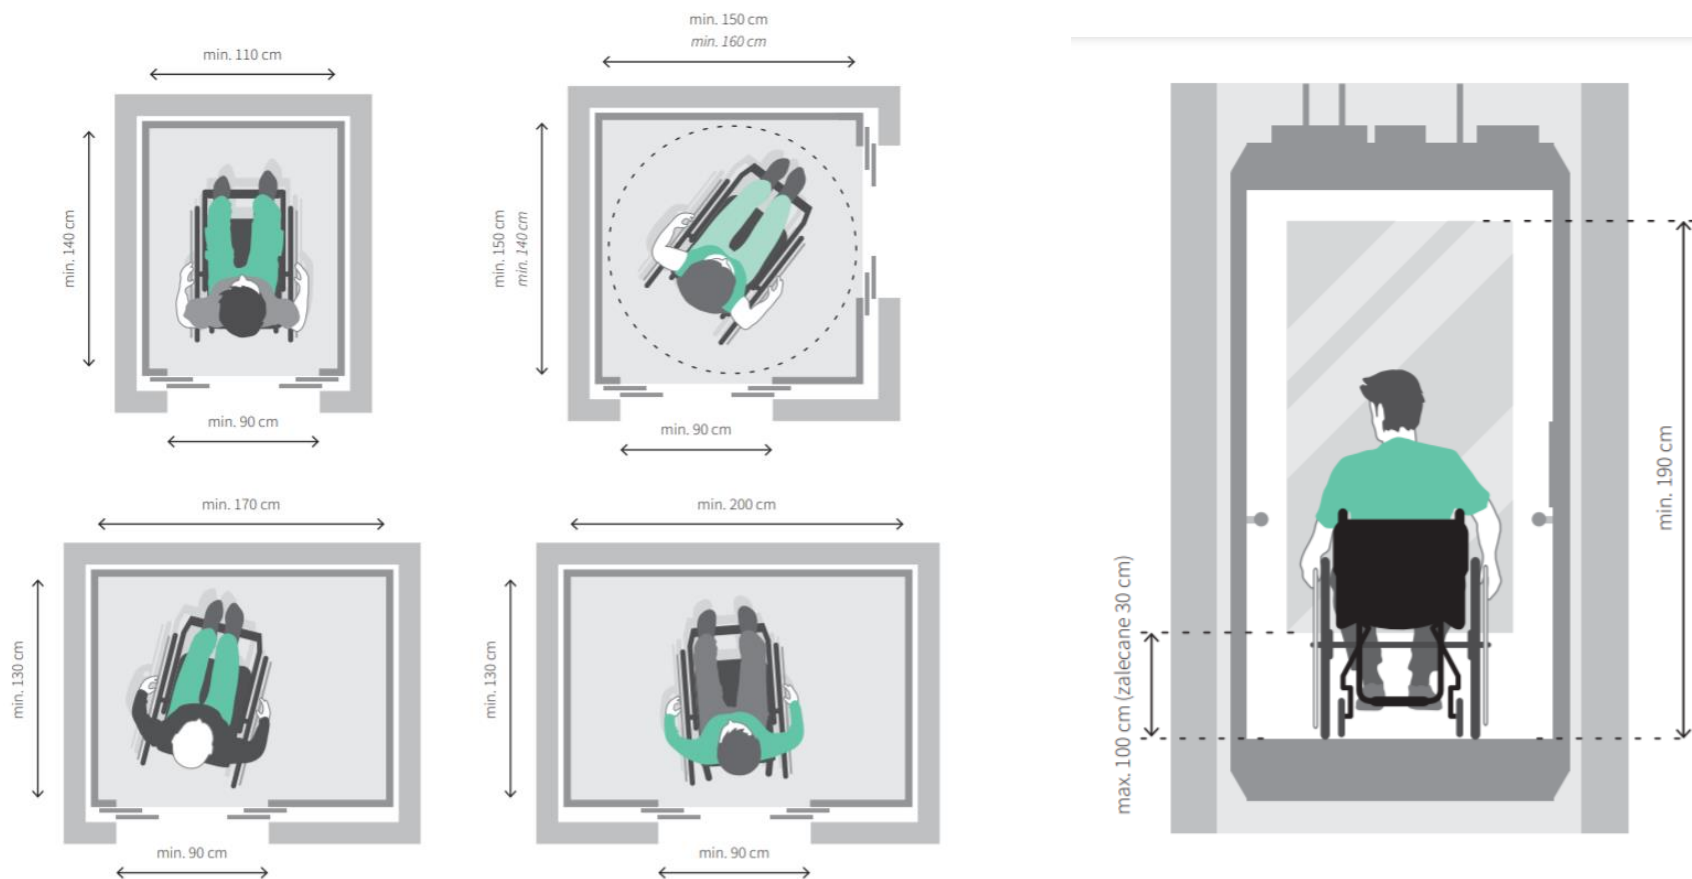 min. 110 cm
min. 140 cm
min. 90 cm
min. 150 cm
min. 160 cm
min. 150 cm
min. 140 cm
min. 90 cm
min. 170 cm
min. 130 cm
min. 90 cm
min. 200 cm
min. 130 cm
min. 90 cm
max. 100 cm (zalecane 30 cm)
min. 190 cm